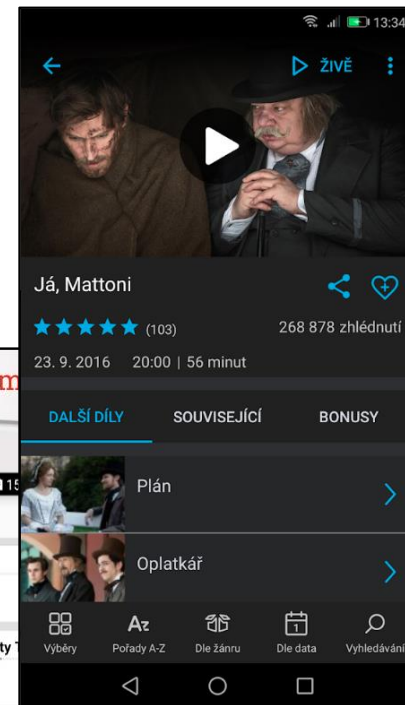 13:34
ŽIVĚ
Já, Mattoni
(103) 268 878 zhlédnutí
23. 9. 2016 20:00 | 56 minut
DALŠÍ DÍLY SOUVISEJÍCÍ BONUSY
Plán
Oplatkář
1
Výběry Pořady A-Z Dle žánru Dle data Vyhledávání